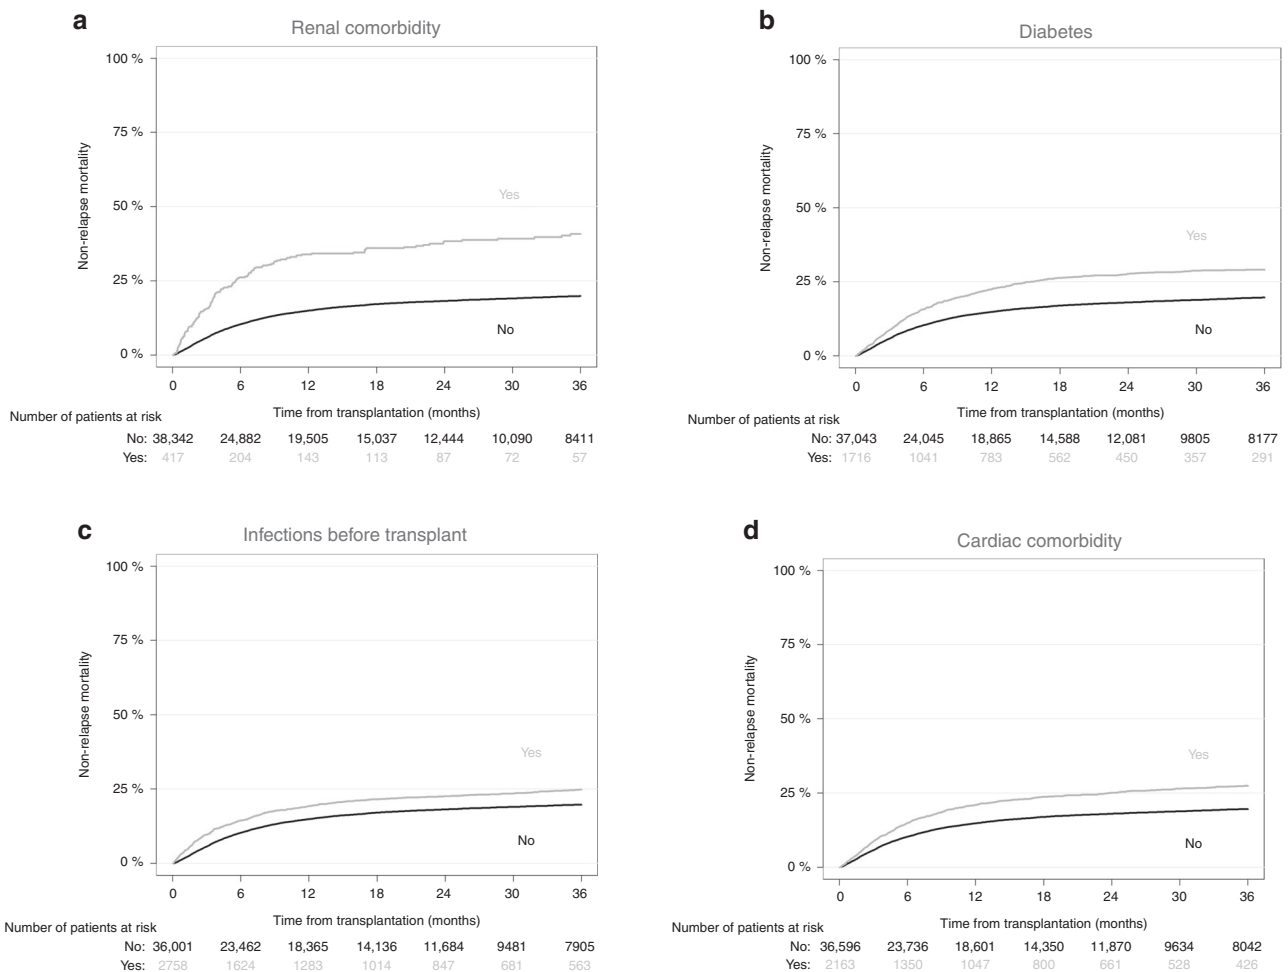 a
Renal comorbidity
100 %
75 %
50 %
25 %
0 %
Non-relapse mortality
Yes
No
0 6 12 18 24 30 36
Time from transplantation (months)
Number of patients at risk
No: 38,342 24,882 19,505 15,037 12,444 10,090 8411
Yes: 417 204 143 113 87 72 57
b
Diabetes
100 %
75 %
50 %
25 %
0 %
Non-relapse mortality
Yes
No
0 6 12 18 24 30 36
Time from transplantation (months)
Number of patients at risk
No: 37,043 24,045 18,865 14,588 12,081 9805 8177
Yes: 1716 1041 783 562 450 357 291
c
Infections before transplant
100 %
75 %
50 %
25 %
0 %
Non-relapse mortality
Yes
No
0 6 12 18 24 30 36
Time from transplantation (months)
Number of patients at risk
No: 36,001 23,462 18,365 14,136 11,684 9481 7905
Yes: 2758 1624 1283 1014 847 681 563
d
Cardiac comorbidity
100 %
75 %
50 %
25 %
0 %
Non-relapse mortality
Yes
No
0 6 12 18 24 30 36
Time from transplantation (months)
Number of patients at risk
No: 36,596 23,736 18,601 14,350 11,870 9634 8042
Yes: 2163 1350 1047 800 661 528 426